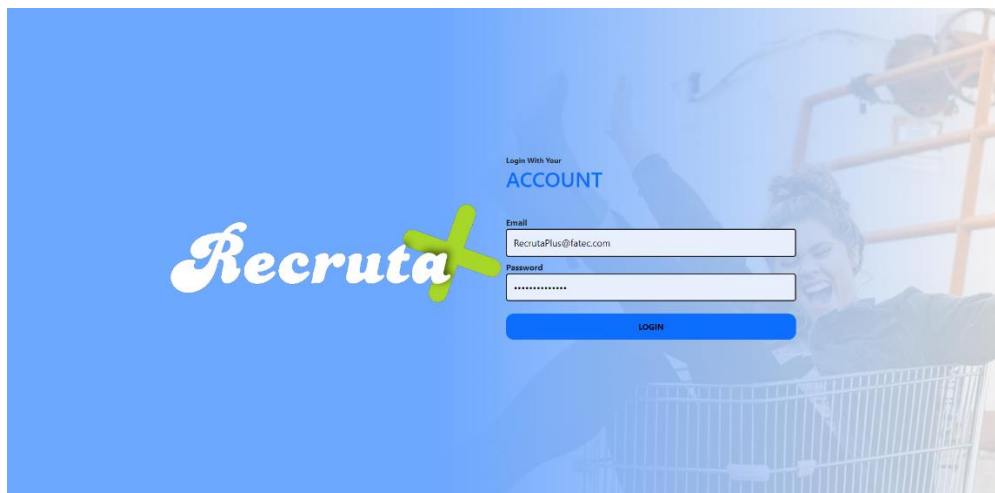 Recruta
Login With Your
ACCOUNT
Email
RecrutaPlus@fatec.com
Password
••••••••••••••
LOGIN